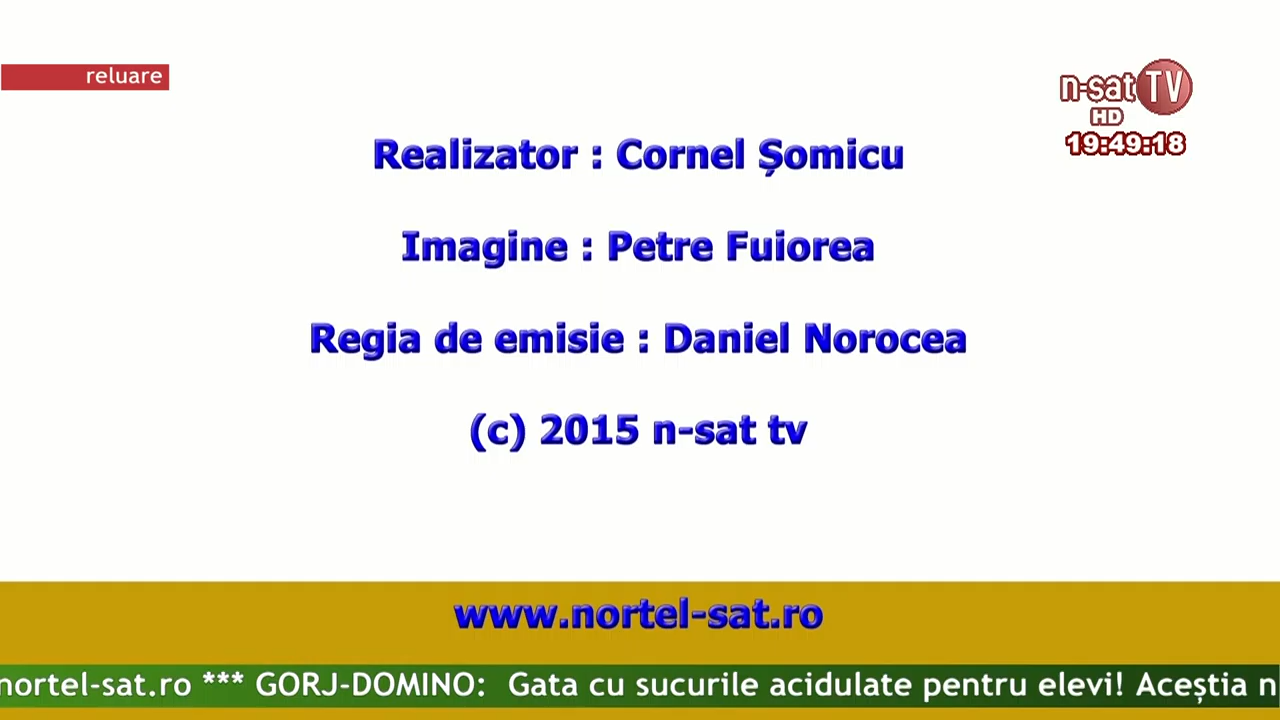 reluare
n-sat TV
HD
19:49:18
Realizator : Cornel Șomicu
Imagine : Petre Fuiorea
Regia de emisie : Daniel Norocea
(c) 2015 n-sat tv
www.nortel-sat.ro
nortel-sat.ro *** GORJ-DOMINO: Gata cu sucurile acidulate pentru elevi! Aceștia n